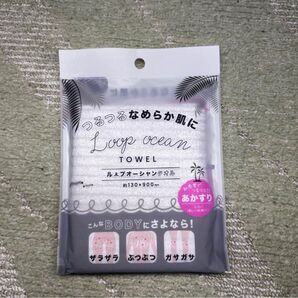 つるつるなめらか肌に
Loop ocean
TOWEL
ループオーシャンタオル
約130×900mm
あかすり
こんなBODYにさよなら!
ザラザラ
ぶつぶつ
ガサガサ